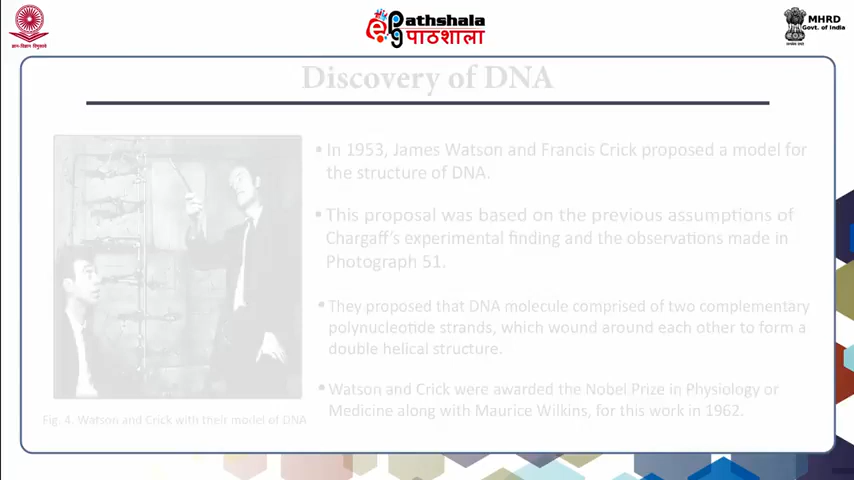 Pathshala
पाठशाला
MHRD
Govt. of India
Discovery of DNA
• In 1953, James Watson and Francis Crick proposed a model for
the structure of DNA.
• This proposal was based on the previous assumptions of
Chargaff's experimental finding and the observations made in
Photograph 51.
• They proposed that DNA molecule comprised of two complementary
polynucleotide strands, which wound around each other to form a
double helical structure.
• Watson and Crick were awarded the Nobel Prize in Physiology or
Medicine along with Maurice Wilkins, for this work in 1962.
Fig. 4. Watson and Crick with their model of DNA